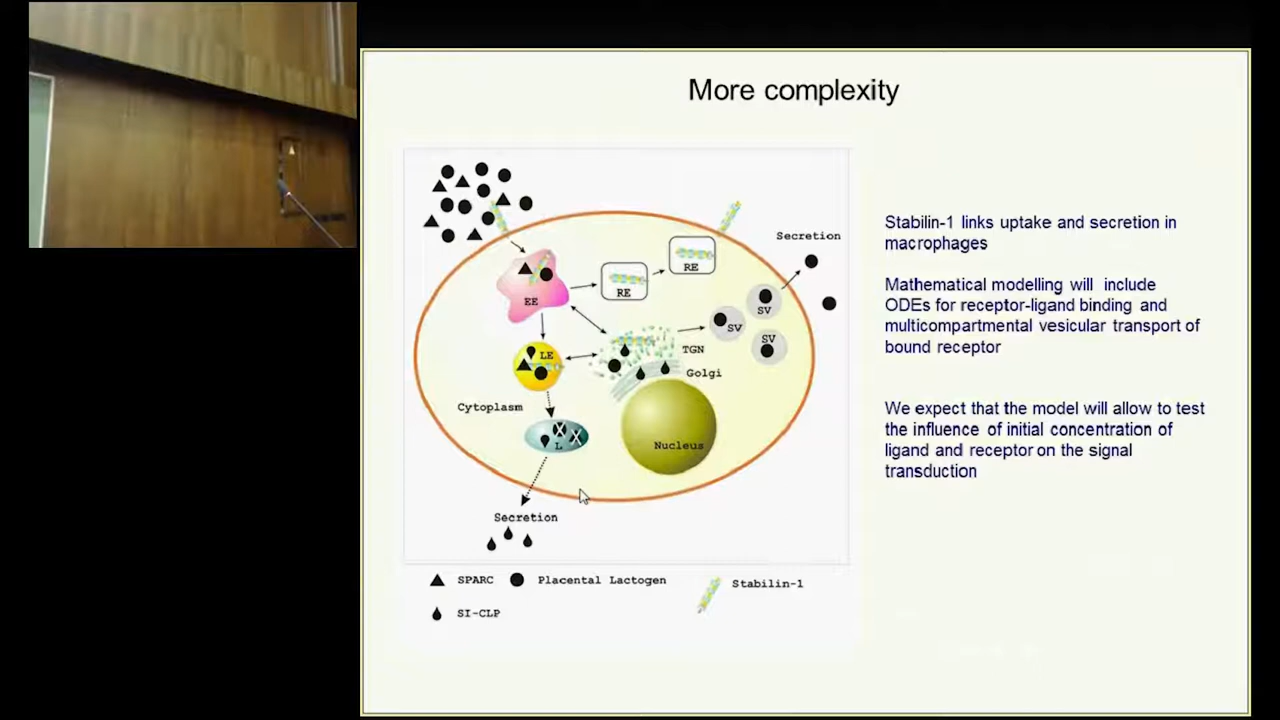 More complexity
Secretion
RE
RE
EE
SV
SV
SV
LE
TGN
Golgi
Cytoplasm
Nucleus
L
Secretion
SPARC
Placental Lactogen
Stabilin-1
SI-CLP
Stabilin-1 links uptake and secretion in
macrophages
Mathematical modelling will include
ODEs for receptor-ligand binding and
multicompartmental vesicular transport of
bound receptor
We expect that the model will allow to test
the influence of initial concentration of
ligand and receptor on the signal
transduction